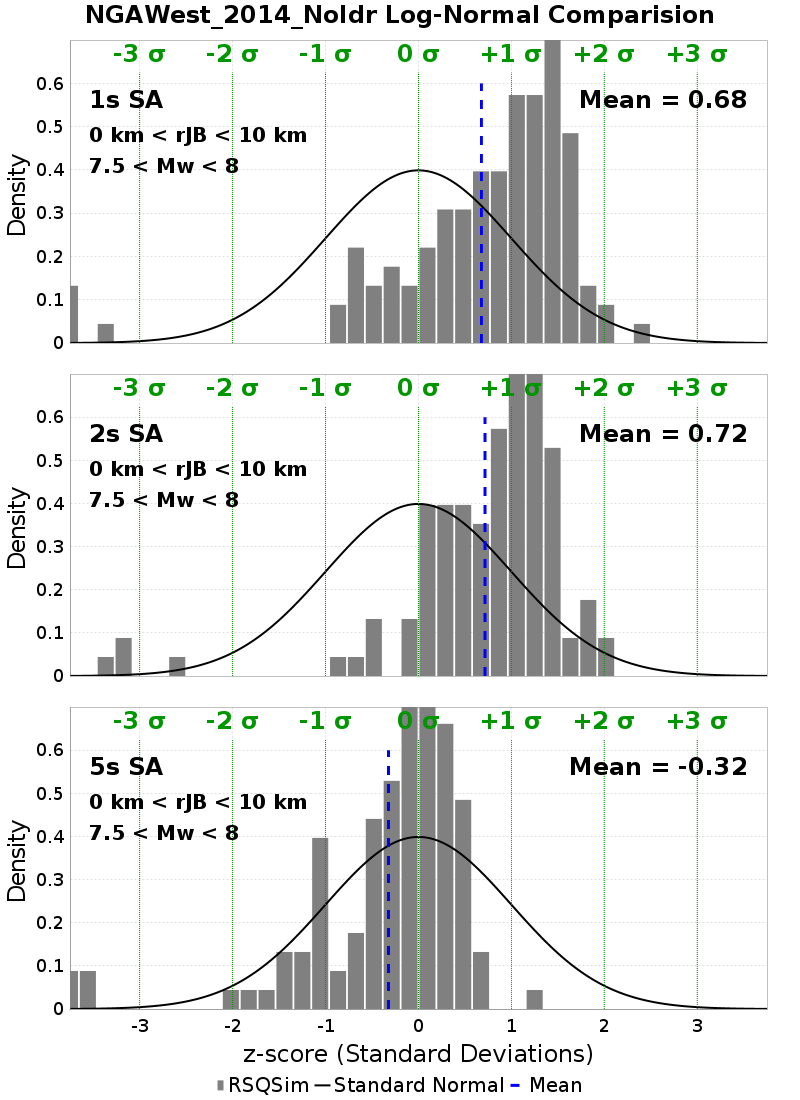 NGAWest_2014_NoIdr Log-Normal Comparision
-3 σ -2 σ -1 σ 0 σ +1 σ +2 σ +3 σ
1s SA Mean = 0.68
0 km < rJB < 10 km
7.5 < Mw < 8
Density
0.6
0.5
0.4
0.3
0.2
0.1
0
-3 σ -2 σ -1 σ 0 σ +1 σ +2 σ +3 σ
2s SA Mean = 0.72
0 km < rJB < 10 km
7.5 < Mw < 8
Density
0.6
0.5
0.4
0.3
0.2
0.1
0
-3 σ -2 σ -1 σ 0 σ +1 σ +2 σ +3 σ
5s SA Mean = -0.32
0 km < rJB < 10 km
7.5 < Mw < 8
Density
0.6
0.5
0.4
0.3
0.2
0.1
0
-3 -2 -1 0 1 2 3
z-score (Standard Deviations)
RSQSim Standard Normal Mean